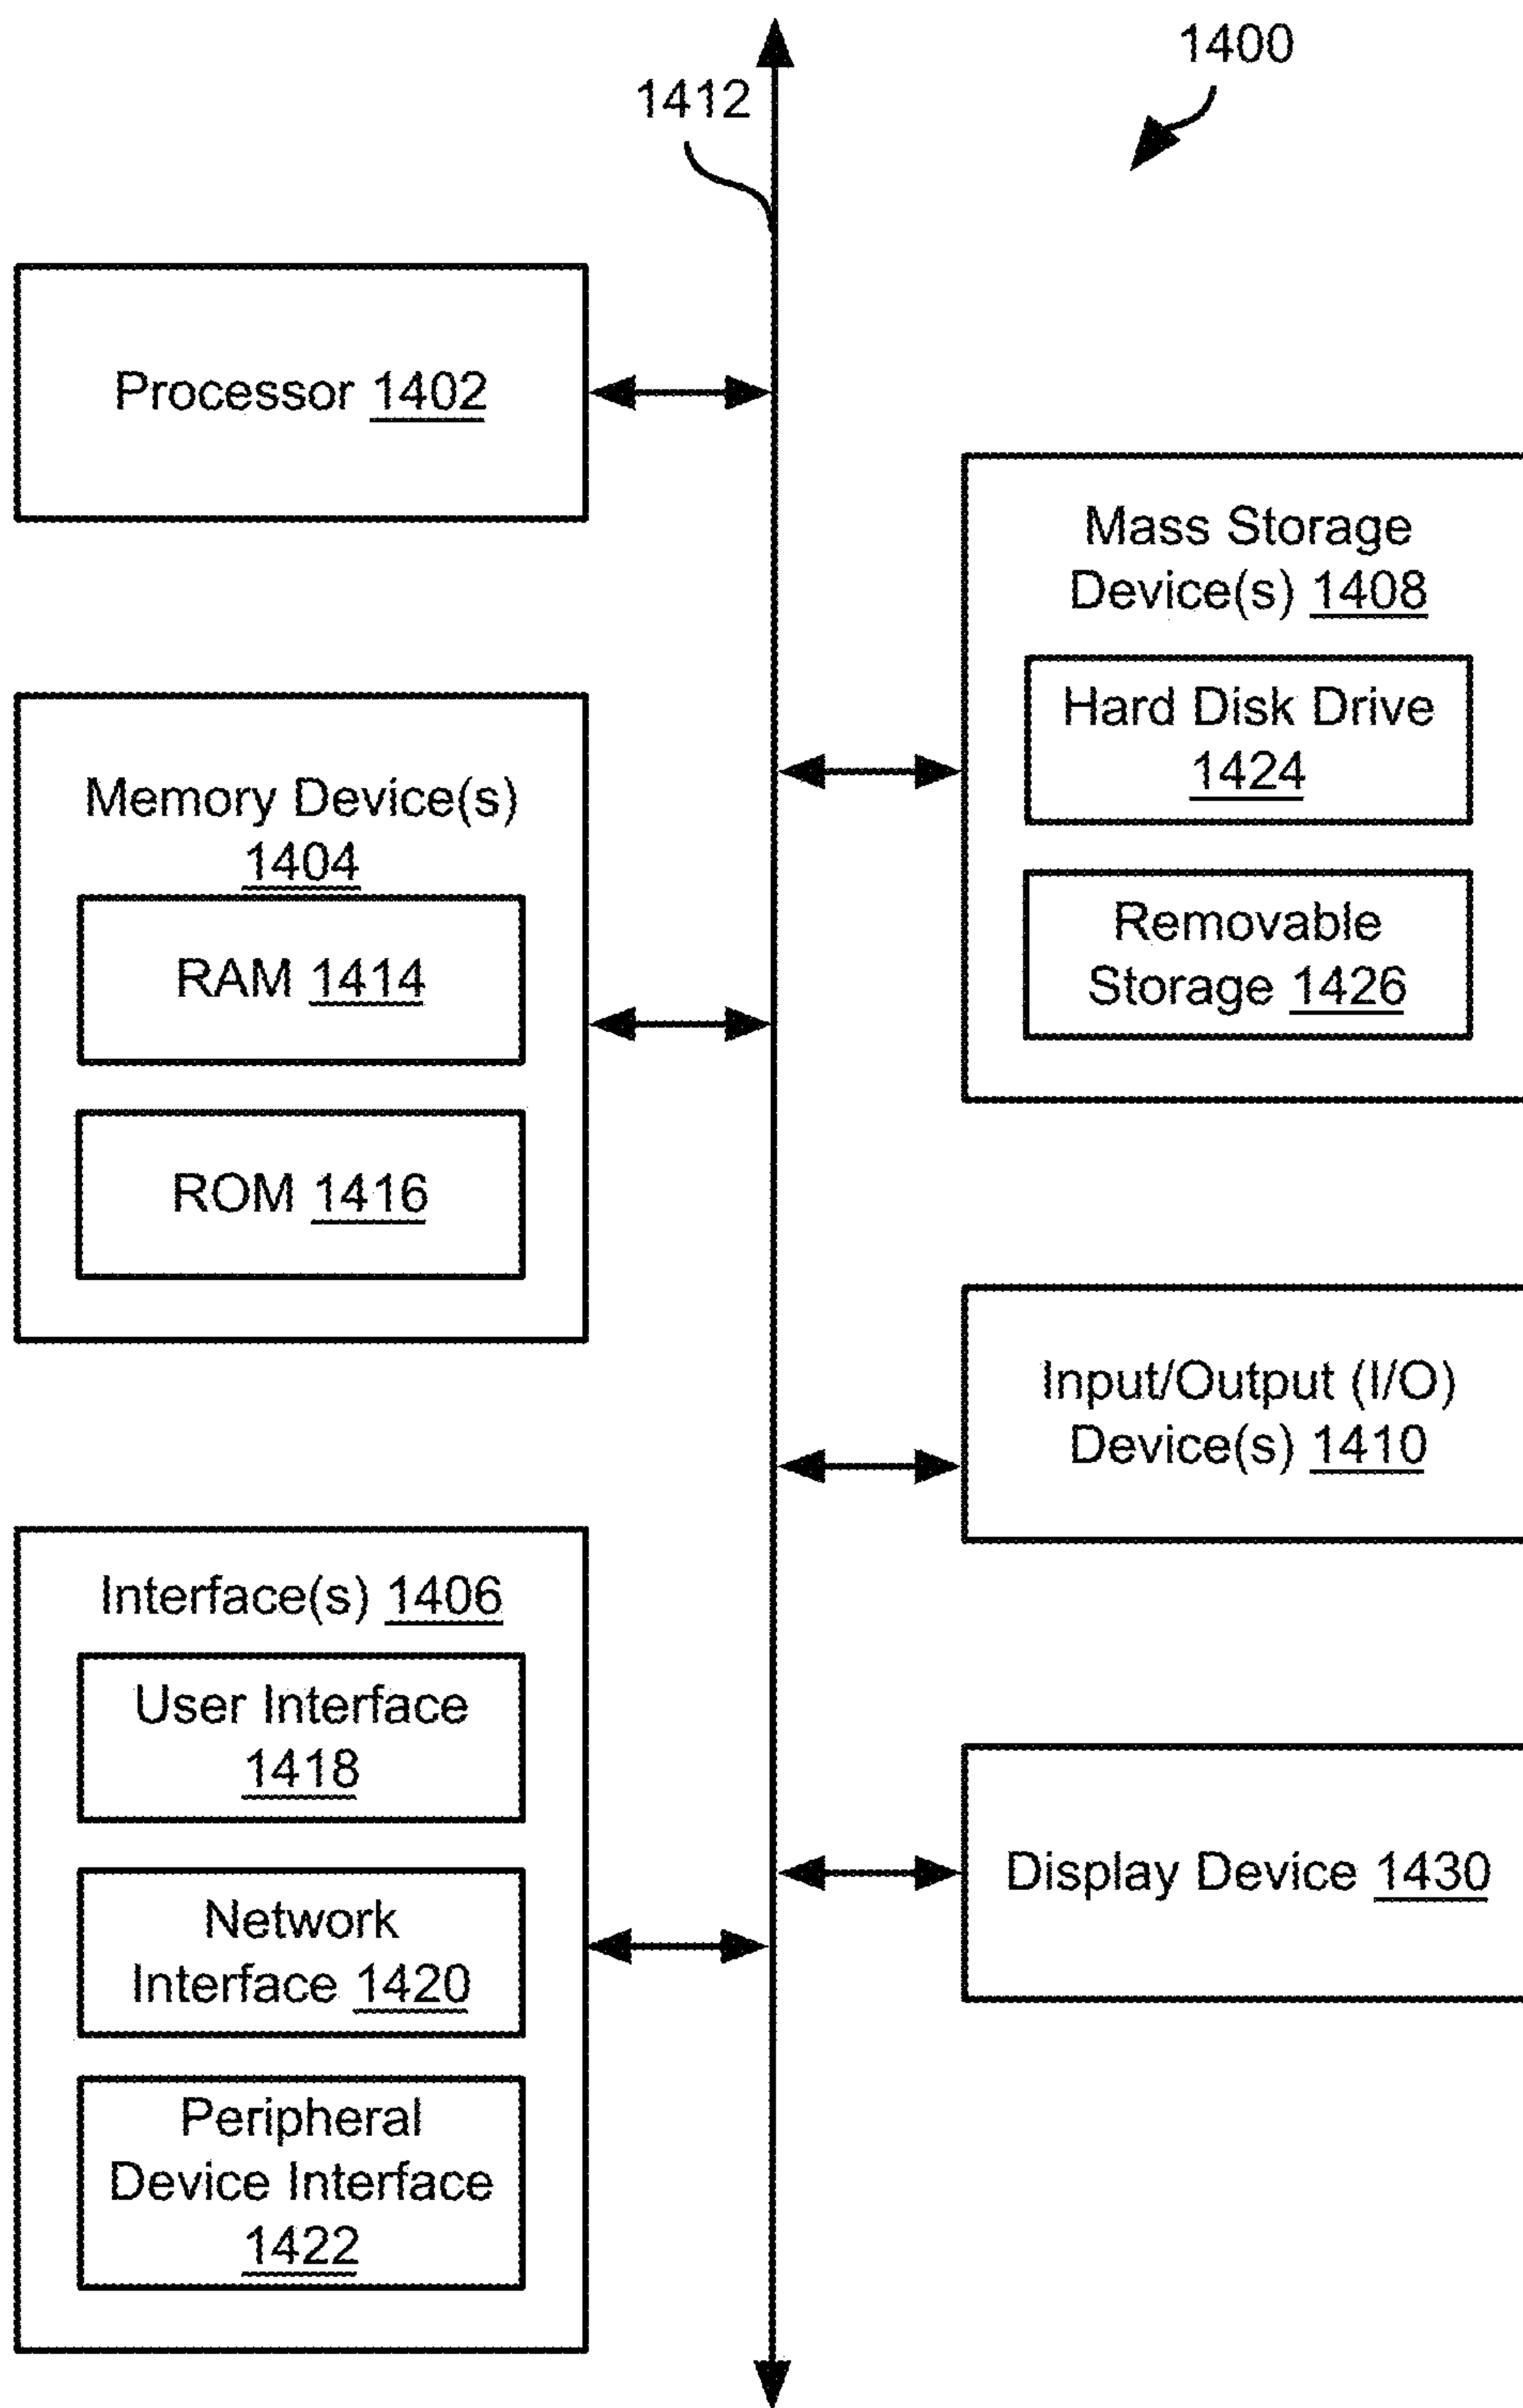 1400
1412
Processor 1402
Mass Storage
Device(s) 1408
Hard Disk Drive
1424
Removable
Storage 1426
Memory Device(s)
1404
RAM 1414
ROM 1416
Input/Output (I/O)
Device(s) 1410
Interface(s) 1406
User Interface
1418
Network
Interface 1420
Peripheral
Device Interface
1422
Display Device 1430